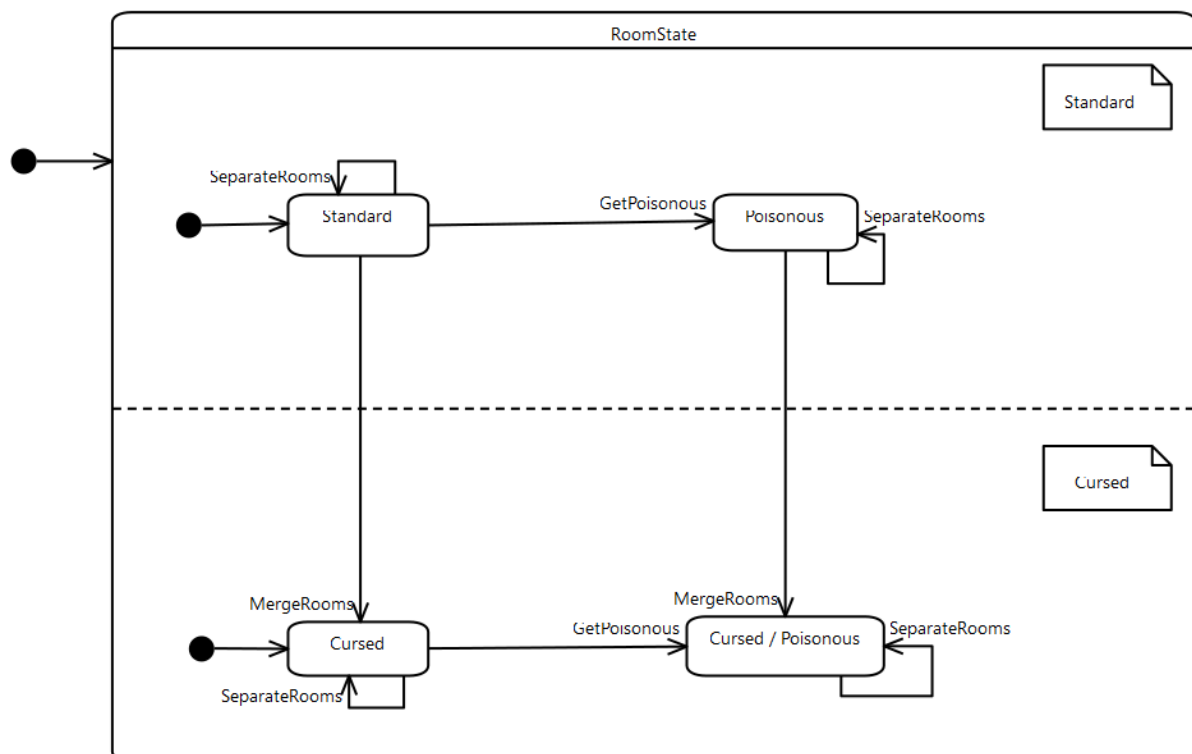 RoomState
Standard
SeparateRooms
Standard
GetPoisonous
Poisonous
SeparateRooms
Cursed
MergeRooms
Cursed
SeparateRooms
GetPoisonous
MergeRooms
Cursed / Poisonous
SeparateRooms